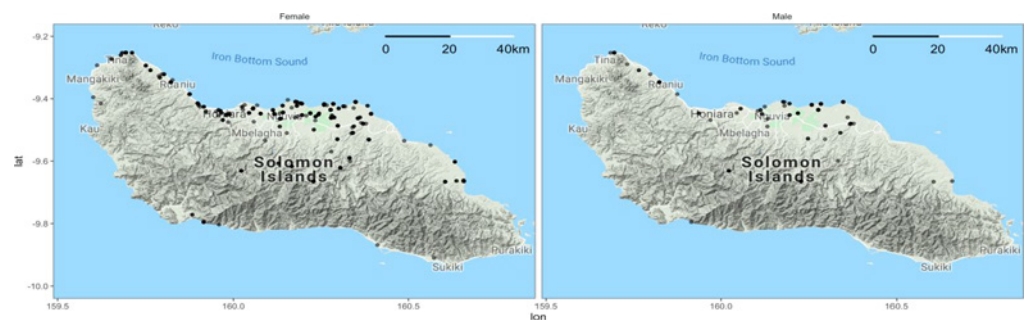 Female
Male
Reko
-9.2
0 20 40km
0 20 40km
Iron Bottom Sound
Iron Bottom Sound
Tina
Tina
Mangakiki
Mangakiki
Ruaniu
Ruaniu
-9.4
Honiara
Honiara
Nguvia
Nguvia
Kau
Kau
Mbelagha
Mbelagha
lat
-9.6
Solomon
Islands
Solomon
Islands
-9.8
Purakiki
Purakiki
Sukiki
Sukiki
-10.0
159.5
160.0
160.5
159.5
160.0
160.5
lon